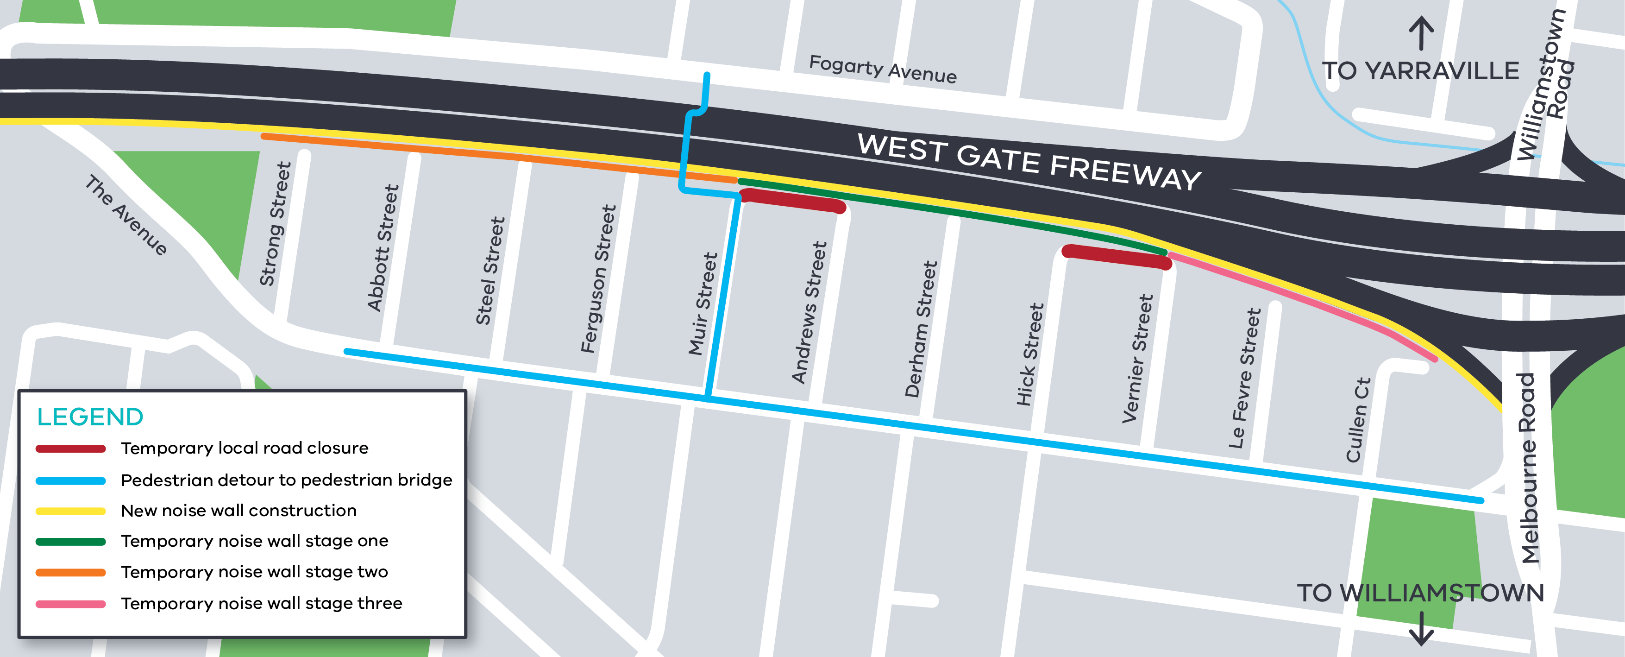 Fogarty Avenue
TO YARRAVILLE
Williamstown
Road
WEST GATE FREEWAY
The Avenue
Strong Street
Abbott Street
Steel Street
Ferguson Street
Muir Street
Andrews Street
Derham Street
Hick Street
Vernier Street
Le Fevre Street
Cullen Ct
Melbourne Road
TO WILLIAMSTOWN
LEGEND
Temporary local road closure
Pedestrian detour to pedestrian bridge
New noise wall construction
Temporary noise wall stage one
Temporary noise wall stage two
Temporary noise wall stage three